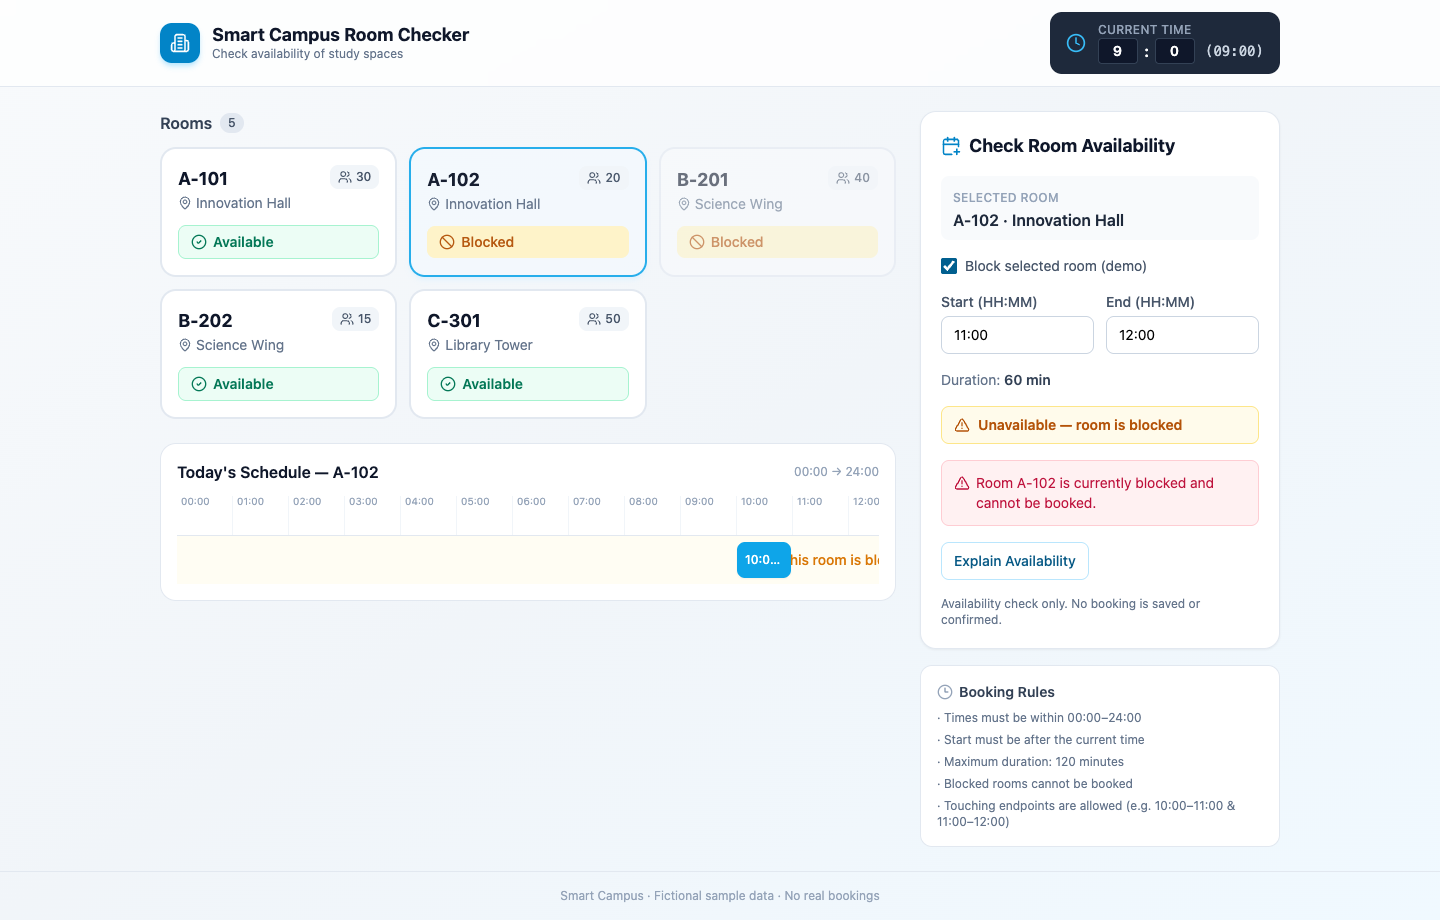 Smart Campus Room Checker
Check availability of study spaces
CURRENT TIME
9 : 0 (09:00)
Rooms 5
A-101 30
Innovation Hall
Available
A-102 20
Innovation Hall
Blocked
B-201 40
Science Wing
Blocked
B-202 15
Science Wing
Available
C-301 50
Library Tower
Available
Today's Schedule — A-102 00:00 → 24:00
00:00 01:00 02:00 03:00 04:00 05:00 06:00 07:00 08:00 09:00 10:00 11:00 12:00
10:0... his room is blo
Check Room Availability
SELECTED ROOM
A-102 · Innovation Hall
Block selected room (demo)
Start (HH:MM) End (HH:MM)
11:00 12:00
Duration: 60 min
Unavailable — room is blocked
Room A-102 is currently blocked and
cannot be booked.
Explain Availability
Availability check only. No booking is saved or
confirmed.
Booking Rules
· Times must be within 00:00–24:00
· Start must be after the current time
· Maximum duration: 120 minutes
· Blocked rooms cannot be booked
· Touching endpoints are allowed (e.g. 10:00–11:00 &
11:00–12:00)
Smart Campus · Fictional sample data · No real bookings